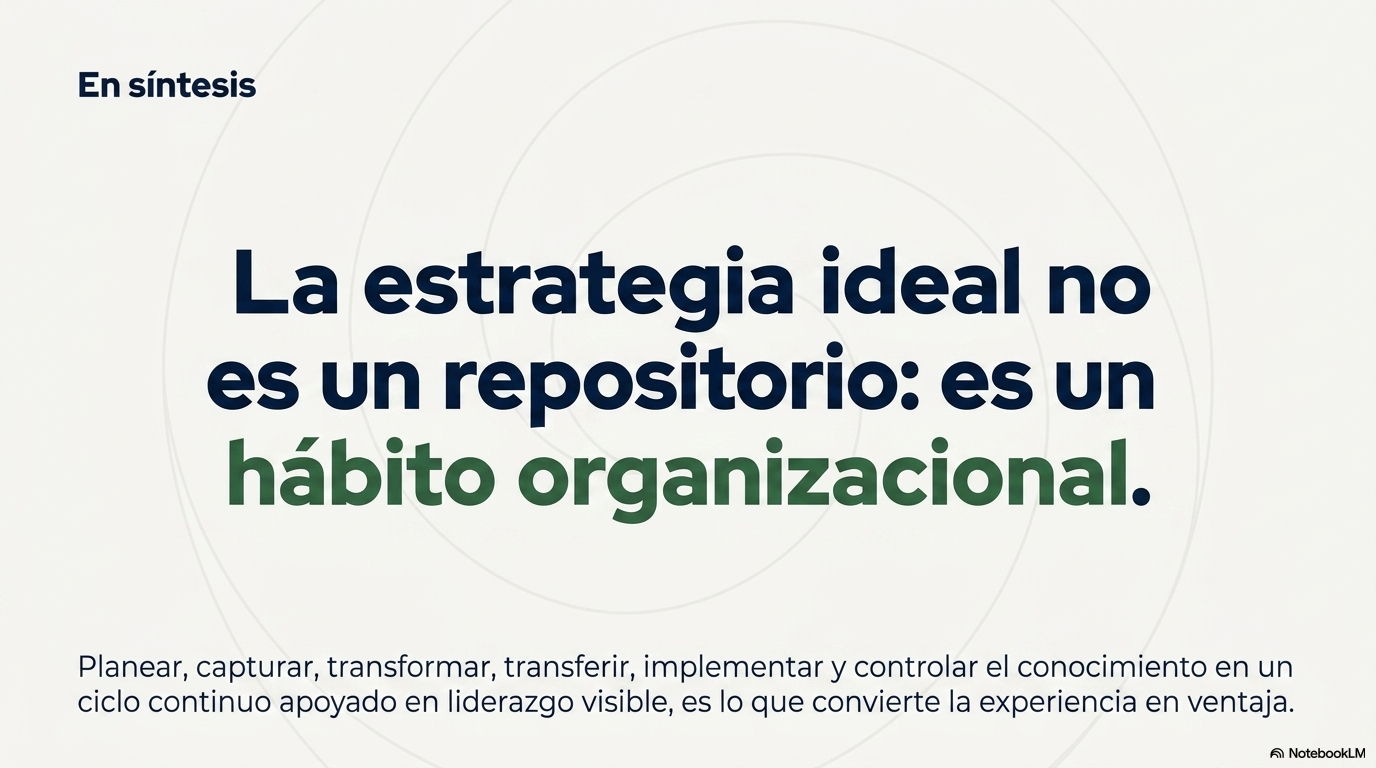 En síntesis
La estrategia ideal no
es un repositorio: es un
hábito organizacional.
Planear, capturar, transformar, transferir, implementar y controlar el conocimiento en un
ciclo continuo apoyado en liderazgo visible, es lo que convierte la experiencia en ventaja.
NotebookLM